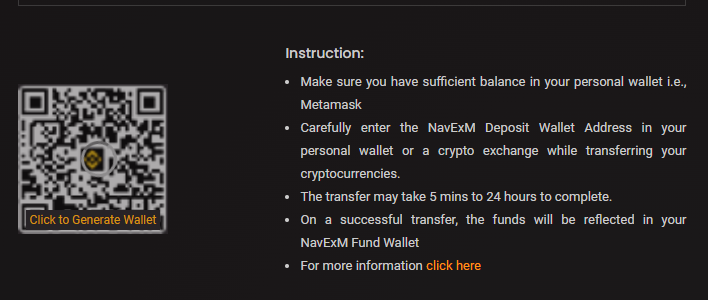 Instruction:
Make sure you have sufficient balance in your personal wallet i.e.,
Metamask
Carefully enter the NavExM Deposit Wallet Address in your
personal wallet or a crypto exchange while transferring your
cryptocurrencies.
The transfer may take 5 mins to 24 hours to complete.
On a successful transfer, the funds will be reflected in your
NavExM Fund Wallet
For more information click here
Click to Generate Wallet